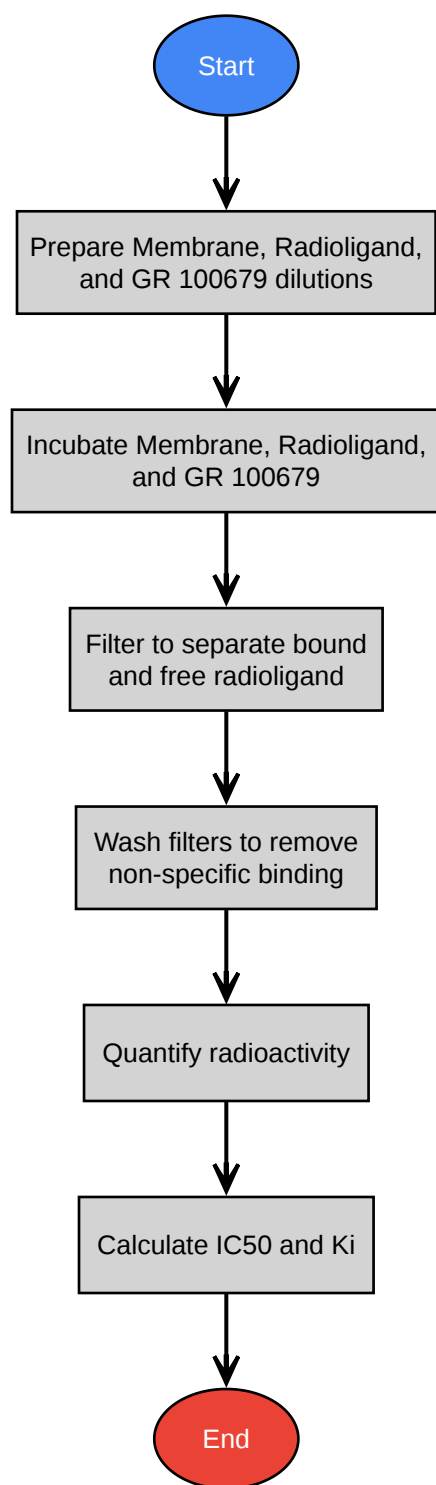 Start
Prepare Membrane, Radioligand,
and GR 100679 dilutions
Incubate Membrane, Radioligand,
and GR 100679
Filter to separate bound
and free radioligand
Wash filters to remove
non-specific binding
Quantify radioactivity
Calculate IC50 and Ki
End